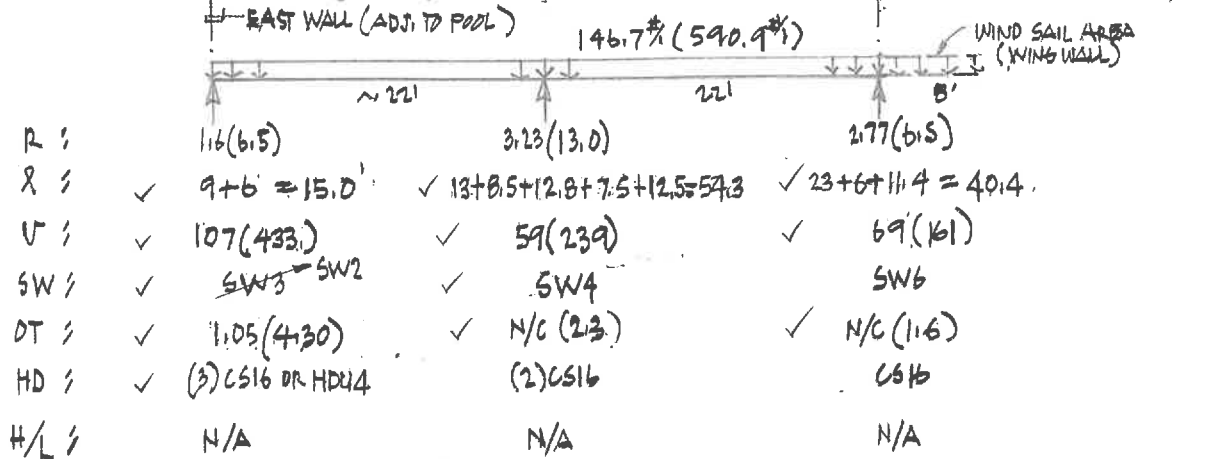 EAST WALL (ADJ. TO POOL)
146.7#/' (590.9#/')
WIND SAIL AREA
(WING WALL)
~22' 22' 8'
R: 1.6(6.5) 3.23(13.0) 2.77(6.5)
l: ✓ 9+6 = 15.0' ✓ 13+8.5+12.8+7.5+12.5=54.3 ✓ 23+6+11.4 = 40.4.
V: ✓ 107(433) ✓ 59(239) ✓ 69(161)
SW: ✓ SW3 SW2 ✓ SW4 SW6
OT: ✓ 1.05(4.30) ✓ N/C (2.3) ✓ N/C (1.6)
HD: ✓ (3)CS16 OR HDU4 (2)CS16 CS16
H/L: N/A N/A N/A